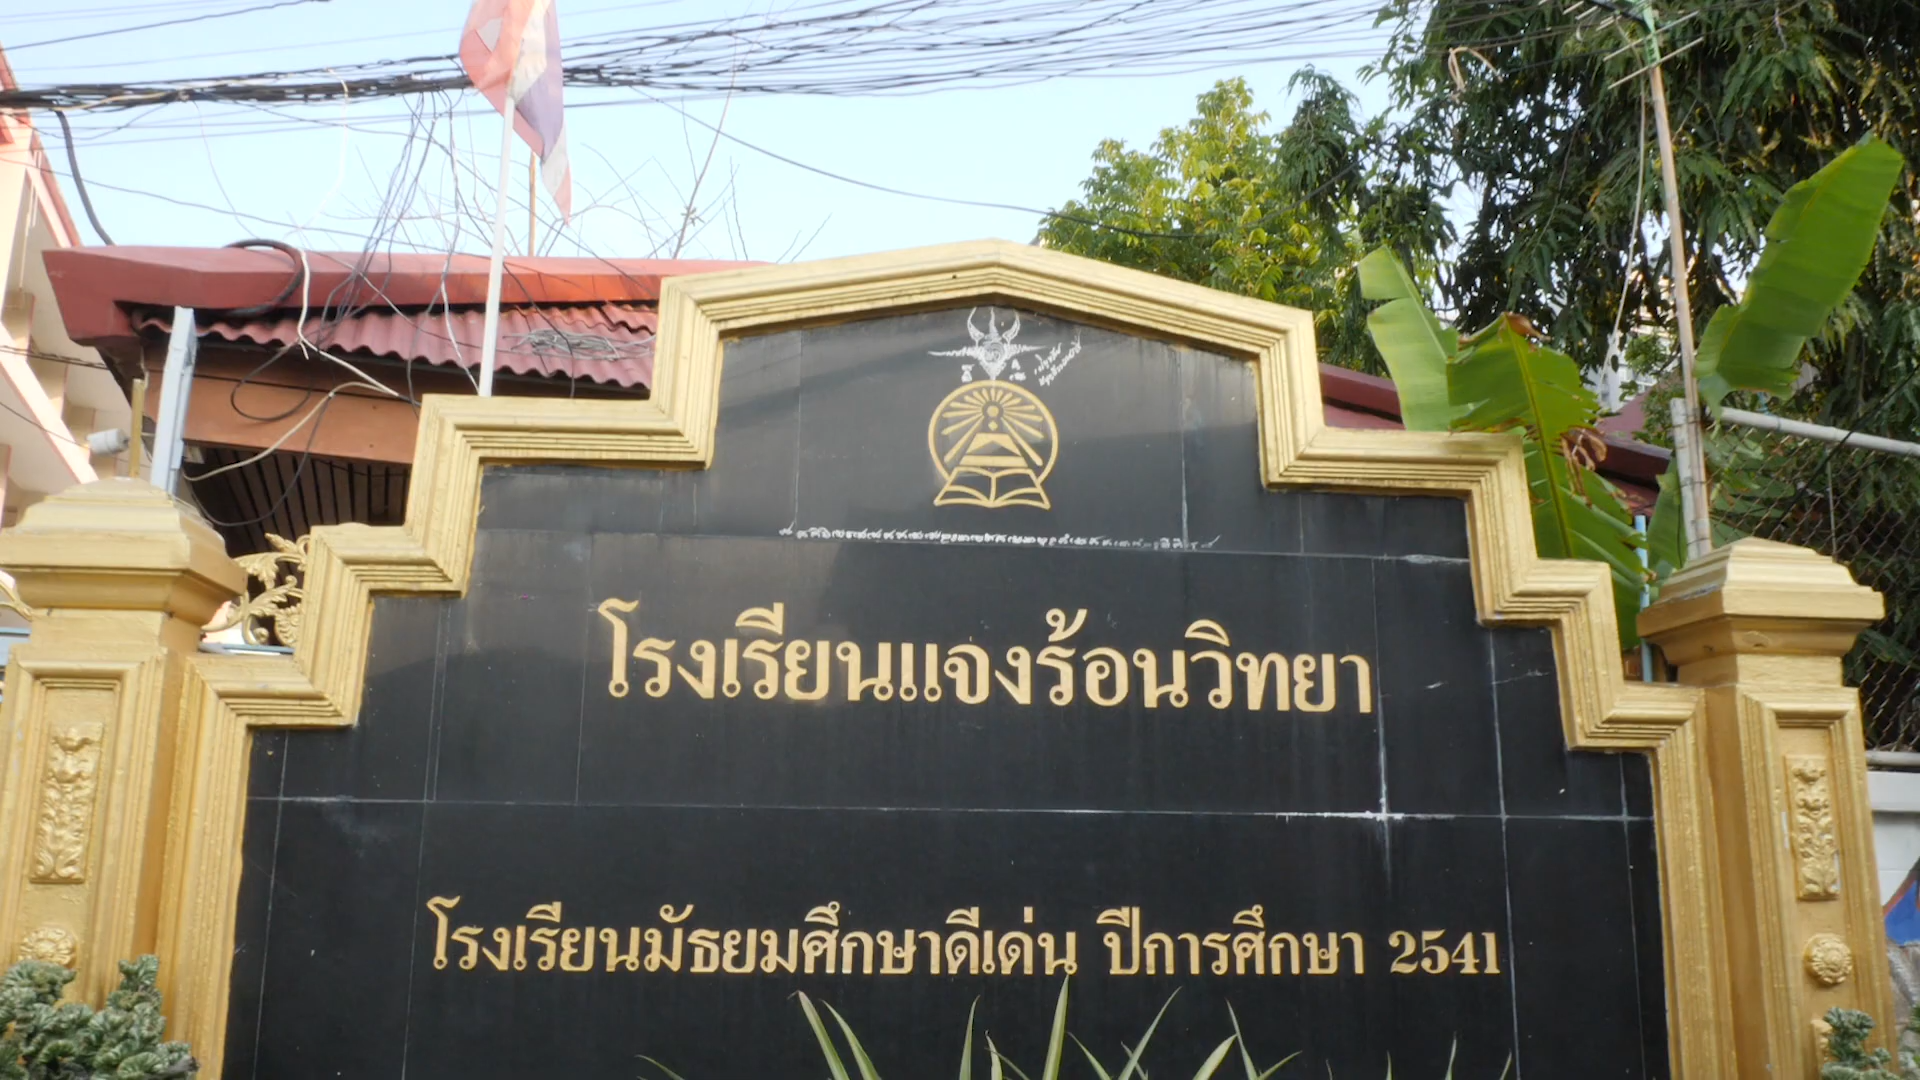 โรงเรียนแจงร้อนวิทยา
โรงเรียนมัธยมศึกษาดีเด่น ปีการศึกษา 2541